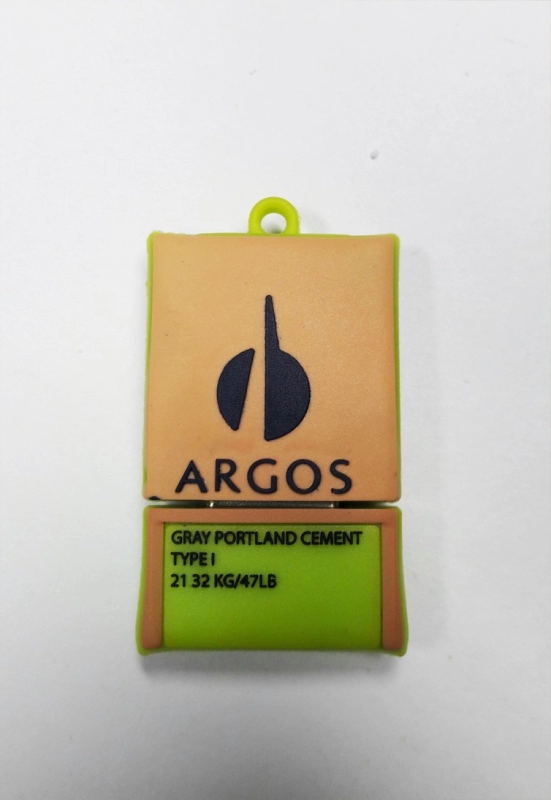 ARGOS
GRAY PORTLAND CEMENT
TYPE I
21 32 KG/47LB